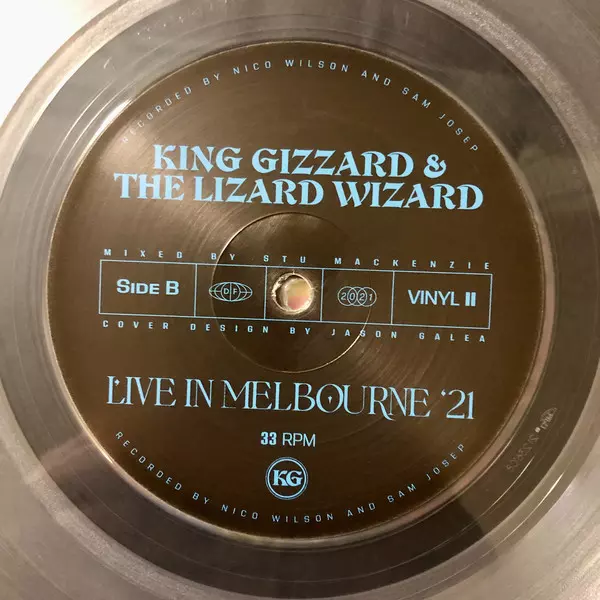 RECORDED BY NICO WILSON AND SAM JOSEP
KING GIZZARD &
THE LIZARD WIZARD
MIXED BY STU MACKENZIE
SIDE B
DF
2021
VINYL II
COVER DESIGN BY JASON GALEA
LIVE IN MELBOURNE '21
33 RPM
KG
RECORDED BY NICO WILSON AND SAM JOSEP